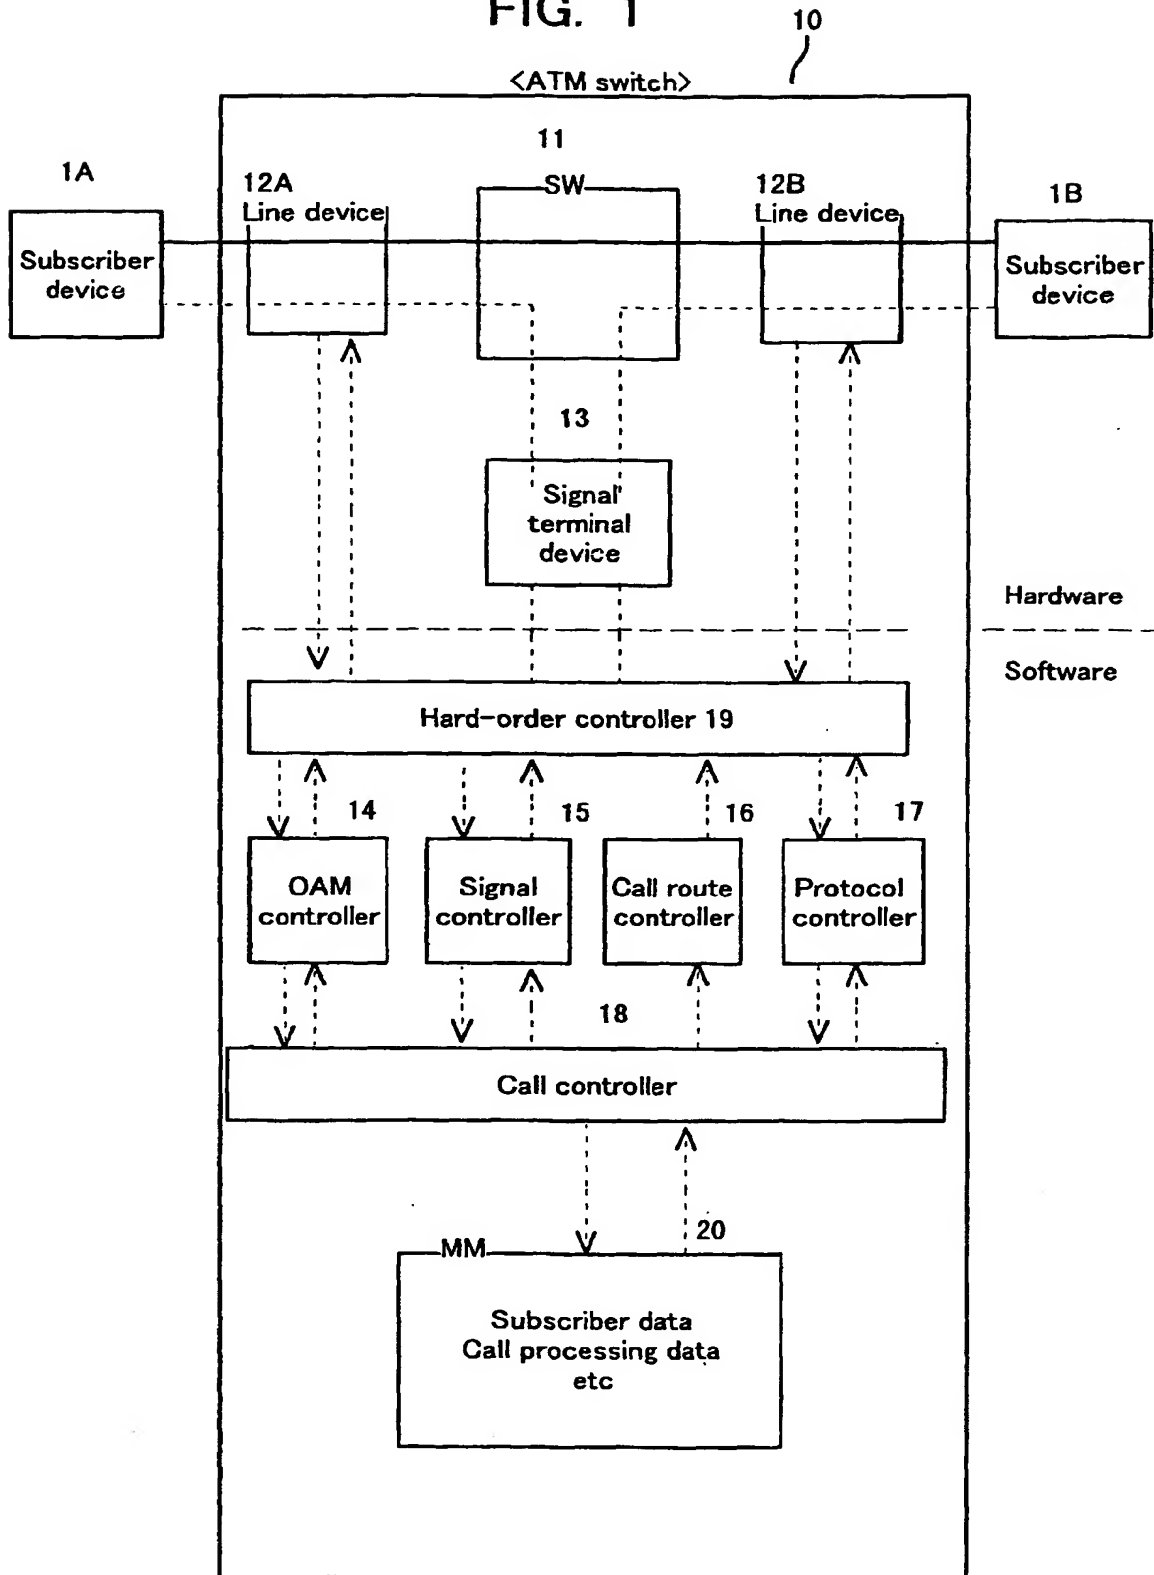 FIG. 1
10
<ATM switch>
11
1A
12A
Line device
SW
12B
Line device
1B
Subscriber
device
Subscriber
device
13
Signal
terminal
device
Hardware
Software
Hard-order controller 19
14
15
16
17
OAM
controller
Signal
controller
Call route
controller
Protocol
controller
18
Call controller
20
MM
Subscriber data
Call processing data
etc